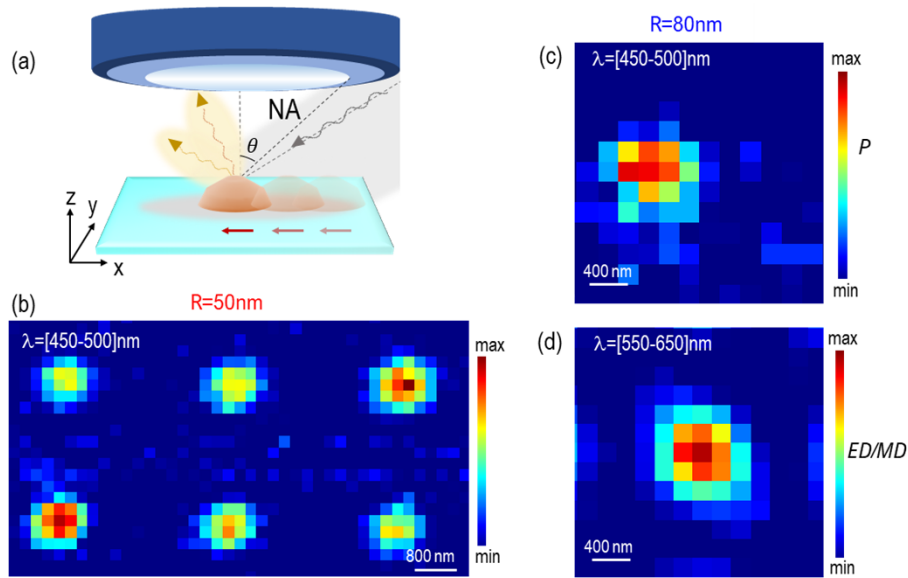 (a)
NA
θ
z
y
x
R=80nm
(c)
λ=[450-500]nm
max
P
min
400 nm
(b)
R=50nm
λ=[450-500]nm
max
min
800 nm
(d)
λ=[550-650]nm
max
ED/MD
min
400 nm